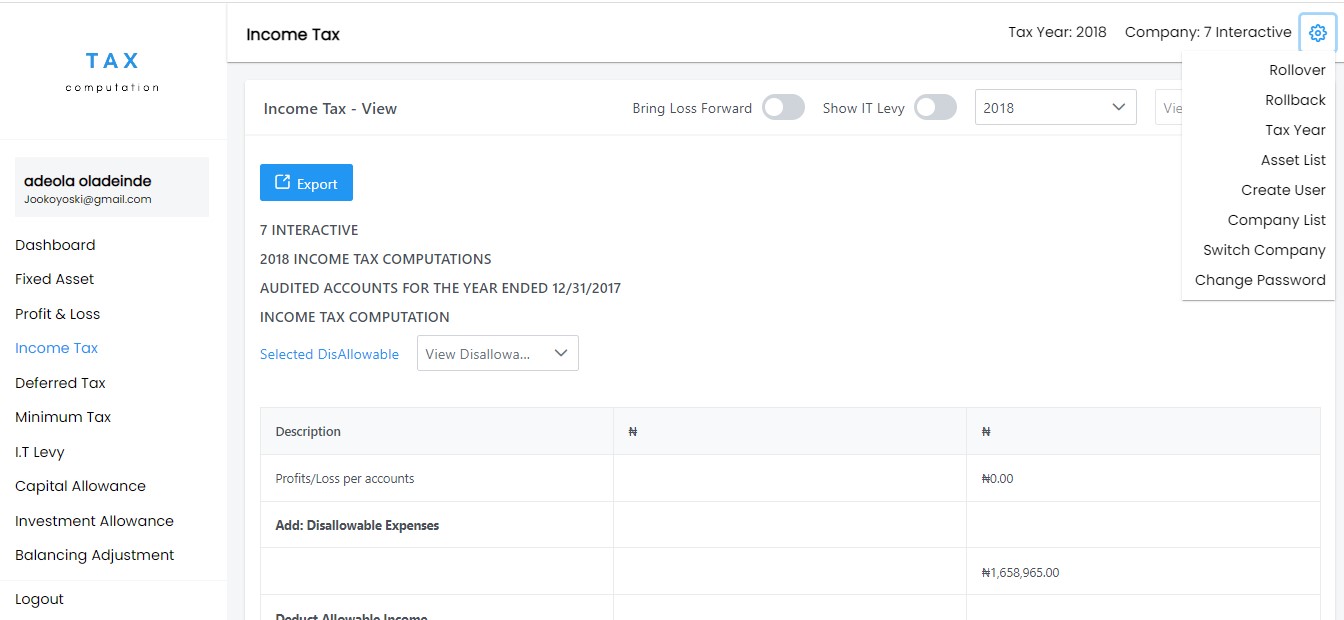 TAX
computation
adeola oladeinde
Jookoyoski@gmail.com
Dashboard
Fixed Asset
Profit & Loss
Income Tax
Deferred Tax
Minimum Tax
I.T Levy
Capital Allowance
Investment Allowance
Balancing Adjustment
Logout
Income Tax
Tax Year: 2018
Company: 7 Interactive
Rollover
Rollback
Tax Year
Asset List
Create User
Company List
Switch Company
Change Password
Income Tax - View
Bring Loss Forward
Show IT Levy
2018
Vie
Export
7 INTERACTIVE
2018 INCOME TAX COMPUTATIONS
AUDITED ACCOUNTS FOR THE YEAR ENDED 12/31/2017
INCOME TAX COMPUTATION
Selected DisAllowable
View Disallowa...
Description ₦ ₦
Profits/Loss per accounts ₦0.00
Add: Disallowable Expenses
₦1,658,965.00
Deduct Allowable Income